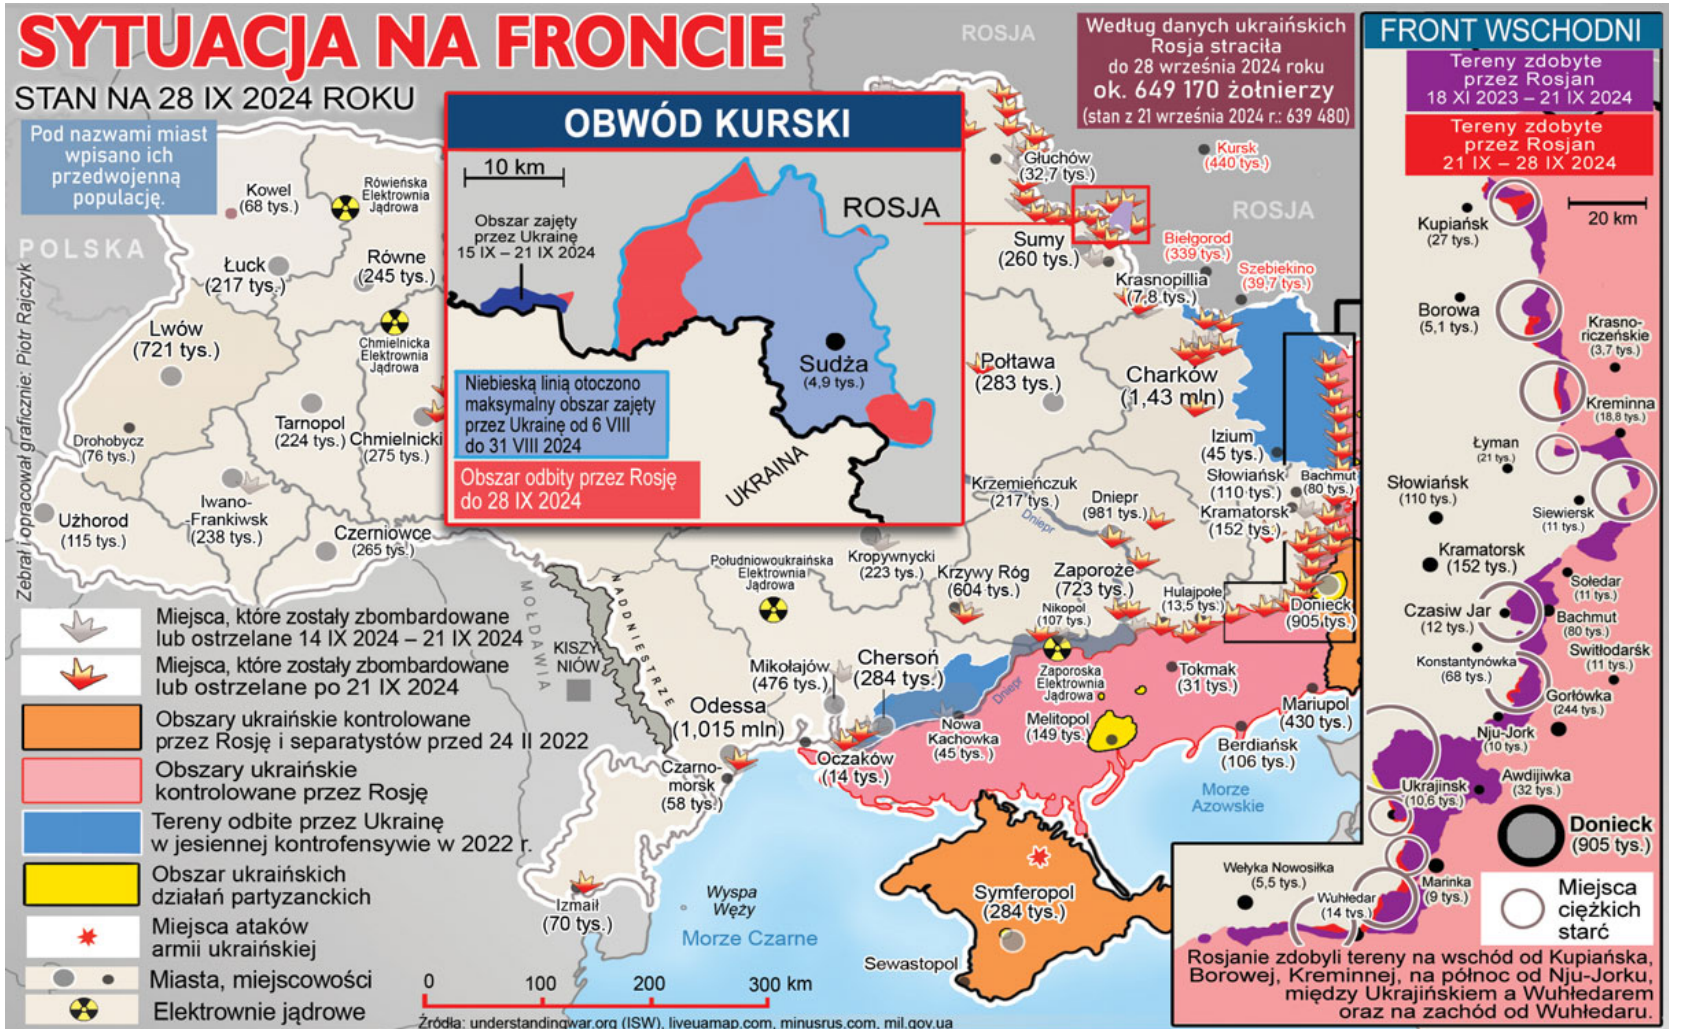 SYTUACJA NA FRONCIE
STAN NA 28 IX 2024 ROKU
Pod nazwami miast
wpisano ich
przedwojenną
populację.
Według danych ukraińskich
Rosja straciła
do 28 września 2024 roku
ok. 649 170 żołnierzy
(stan z 21 września 2024 r.: 639 480)
OBWÓD KURSKI
10 km
Obszar zajęty
przez Ukrainę
15 IX – 21 IX 2024
ROSJA
Sudża
(4,9 tys.)
UKRAINA
Niebieską linią otoczono
maksymalny obszar zajęty
przez Ukrainę od 6 VIII
do 31 VIII 2024
Obszar odbity przez Rosję
do 28 IX 2024
POLSKA
ROSJA
ROSJA
MOŁDAWIA
NADDNIESTRZE
KISZY-
NIÓW
Kowel
(68 tys.)
Rówieńska
Elektrownia
Jądrowa
Łuck
(217 tys.)
Równe
(245 tys.)
Lwów
(721 tys.)
Chmielnicka
Elektrownia
Jądrowa
Tarnopol
(224 tys.)
Chmielnicki
(275 tys.)
Drohobycz
(76 tys.)
Iwano-
-Frankiwsk
(238 tys.)
Użhorod
(115 tys.)
Czerniowce
(265 tys.)
Głuchów
(32,7 tys.)
Kursk
(440 tys.)
Sumy
(260 tys.)
Biełgorod
(339 tys.)
Szebiekino
(39,7 tys.)
Krasnopillia
(7,8 tys.)
Połtawa
(283 tys.)
Charków
(1,43 mln)
Izium
(45 tys.)
Słowiańsk
(110 tys.)
Bachmut
(80 tys.)
Kramatorsk
(152 tys.)
Krzemieńczuk
(217 tys.)
Dniepr
(981 tys.)
Dniepr
Kropywnycki
(223 tys.)
Południowoukraińska
Elektrownia
Jądrowa
Krzywy Róg
(604 tys.)
Zaporoże
(723 tys.)
Nikopol
(107 tys.)
Hulajpołe
(13,5 tys.)
Donieck
(905 tys.)
Mikołajów
(476 tys.)
Chersoń
(284 tys.)
Dniepr
Zaporoska
Elektrownia
Jądrowa
Tokmak
(31 tys.)
Mariupol
(430 tys.)
Odessa
(1,015 mln)
Nowa
Kachowka
(45 tys.)
Melitopol
(149 tys.)
Berdiańsk
(106 tys.)
Oczaków
(14 tys.)
Czarno-
morsk
(58 tys.)
Morze
Azowskie
Izmaił
(70 tys.)
Wyspa
Węży
Morze Czarne
Symferopol
(284 tys.)
Sewastopol
Zebrał i opracował graficznie: Piotr Rajczyk
Miejsca, które zostały zbombardowane
lub ostrzelane 14 IX 2024 – 21 IX 2024
Miejsca, które zostały zbombardowane
lub ostrzelane po 21 IX 2024
Obszary ukraińskie kontrolowane
przez Rosję i separatystów przed 24 II 2022
Obszary ukraińskie
kontrolowane przez Rosję
Tereny odbite przez Ukrainę
w jesiennej kontrofensywie w 2022 r.
Obszar ukraińskich
działań partyzanckich
Miejsca ataków
armii ukraińskiej
Miasta, miejscowości
Elektrownie jądrowe
0 100 200 300 km
Źródła: understandingwar.org (ISW), liveuamap.com, minusrus.com, mil.gov.ua
FRONT WSCHODNI
Tereny zdobyte
przez Rosjan
18 XI 2023 – 21 IX 2024
Tereny zdobyte
przez Rosjan
21 IX – 28 IX 2024
20 km
Kupiańsk
(27 tys.)
Borowa
(5,1 tys.)
Krasno-
riczeńskie
(3,7 tys.)
Kreminna
(18,8 tys.)
Łyman
(21 tys.)
Słowiańsk
(110 tys.)
Siewiersk
(11 tys.)
Kramatorsk
(152 tys.)
Sołedar
(11 tys.)
Czasiw Jar
(12 tys.)
Bachmut
(80 tys.)
Switłodarśk
(11 tys.)
Konstantynówka
(68 tys.)
Gorłówka
(244 tys.)
Nju-Jork
(10 tys.)
Ukrajinsk
(10,6 tys.)
Awdijiwka
(32 tys.)
Donieck
(905 tys.)
Wełyka Nowosiłka
(5,5 tys.)
Marinka
(9 tys.)
Wuhłedar
(14 tys.)
Miejsca
ciężkich
starć
Rosjanie zdobyli tereny na wschód od Kupiańska,
Borowej, Kreminnej, na północ od Nju-Jorku,
między Ukrajińskiem a Wuhłedarem
oraz na zachód od Wuhłedaru.